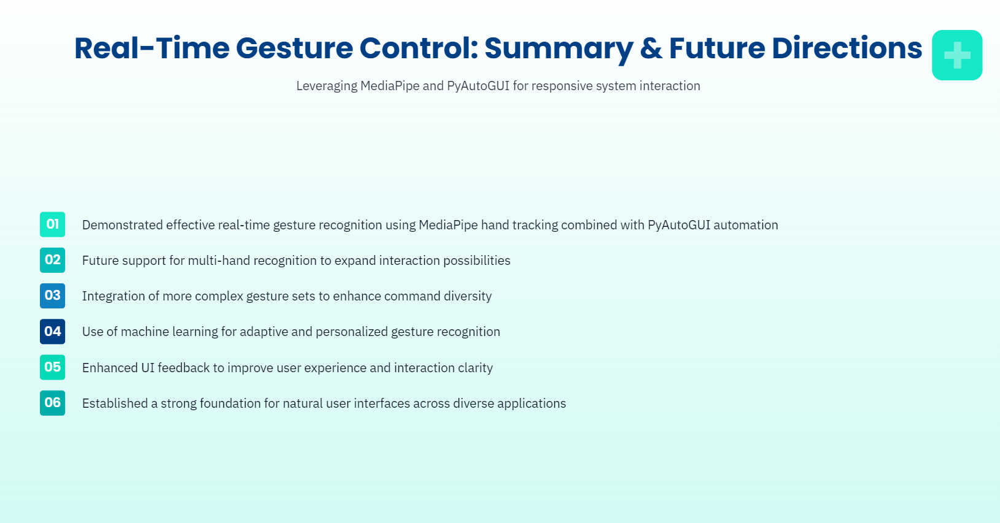 Real-Time Gesture Control: Summary & Future Directions
Leveraging MediaPipe and PyAutoGUI for responsive system interaction
01 Demonstrated effective real-time gesture recognition using MediaPipe hand tracking combined with PyAutoGUI automation
02 Future support for multi-hand recognition to expand interaction possibilities
03 Integration of more complex gesture sets to enhance command diversity
04 Use of machine learning for adaptive and personalized gesture recognition
05 Enhanced UI feedback to improve user experience and interaction clarity
06 Established a strong foundation for natural user interfaces across diverse applications